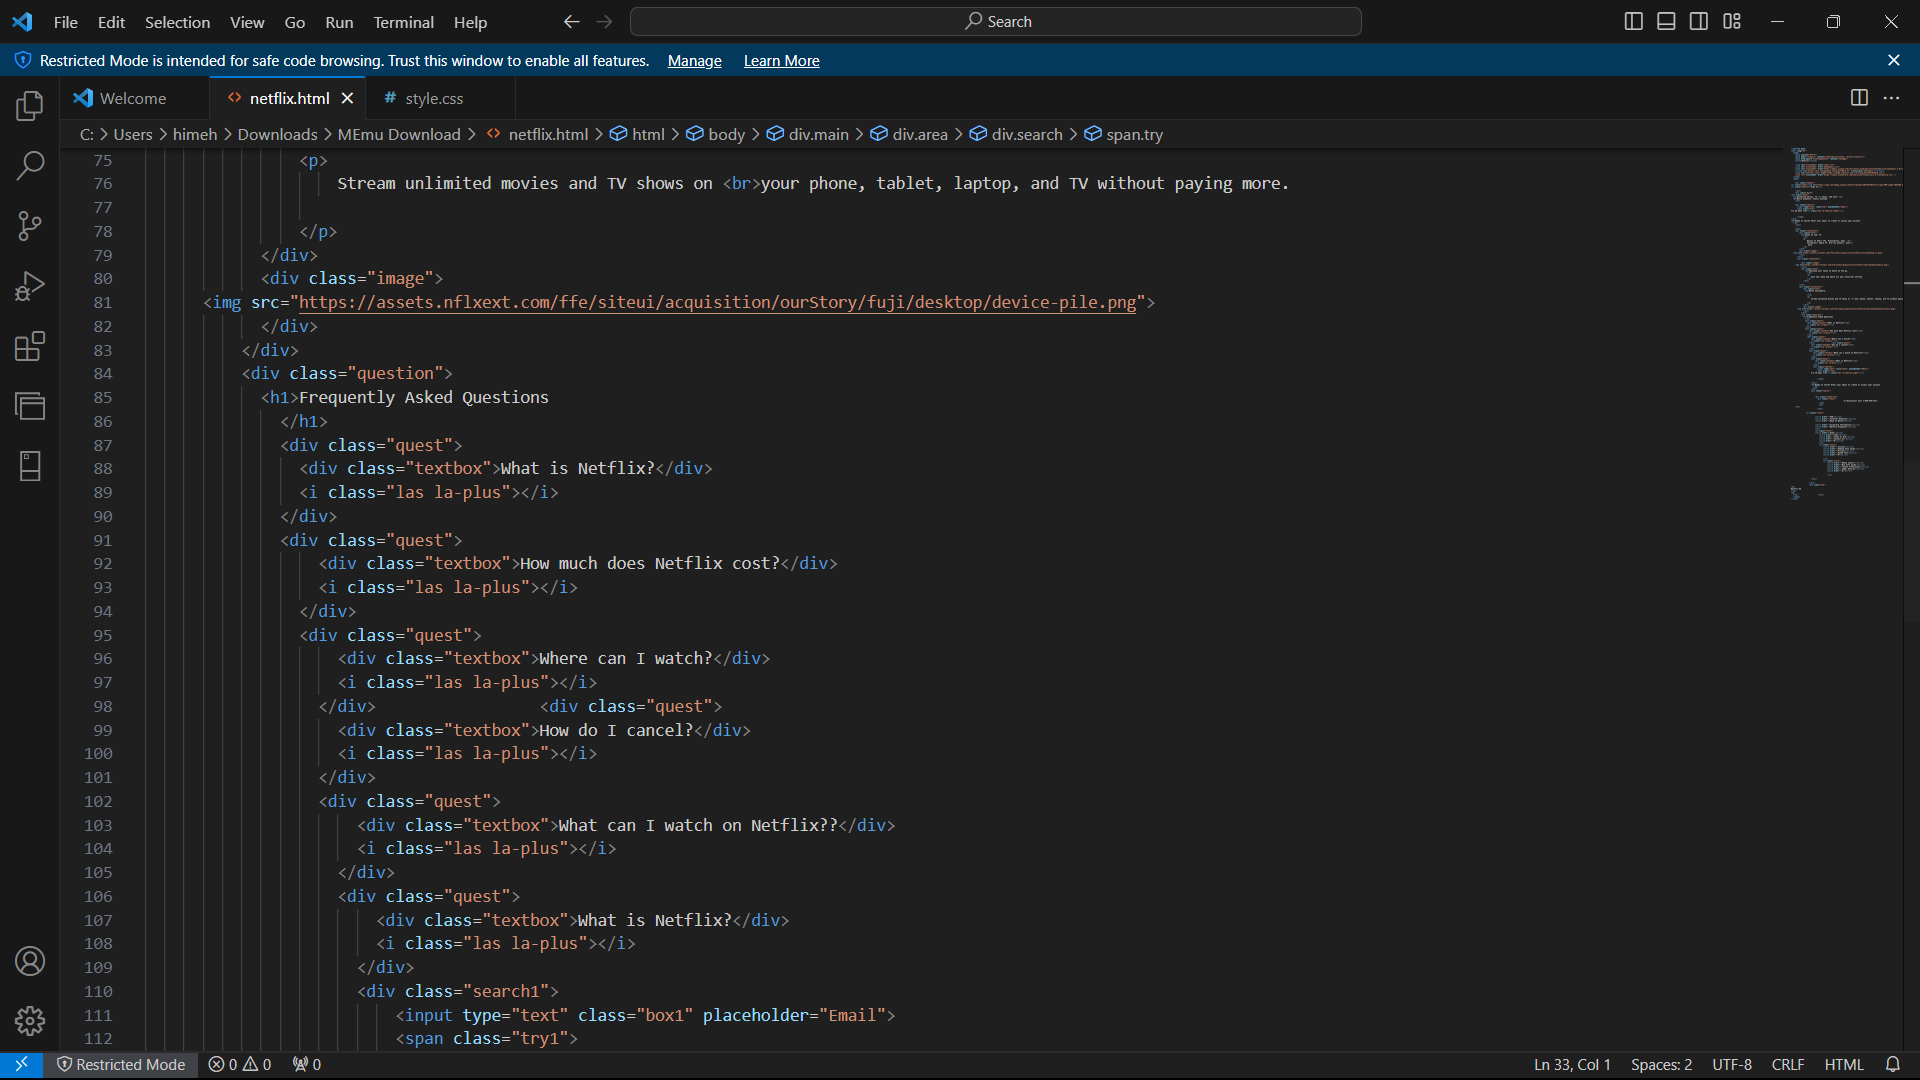 File Edit Selection View Go Run Terminal Help Search
Restricted Mode is intended for safe code browsing. Trust this window to enable all features. Manage Learn More
Welcome netflix.html style.css
C: > Users > himeh > Downloads > MEmu Download > netflix.html > html > body > div.main > div.area > div.search > span.try
75 <p>
76 Stream unlimited movies and TV shows on <br>your phone, tablet, laptop, and TV without paying more.
77
78 </p>
79 </div>
80 <div class="image">
81 <img src="https://assets.nflxext.com/ffe/siteui/acquisition/ourStory/fuji/desktop/device-pile.png">
82 </div>
83 </div>
84 <div class="question">
85 <h1>Frequently Asked Questions
86 </h1>
87 <div class="quest">
88 <div class="textbox">What is Netflix?</div>
89 <i class="las la-plus"></i>
90 </div>
91 <div class="quest">
92 <div class="textbox">How much does Netflix cost?</div>
93 <i class="las la-plus"></i>
94 </div>
95 <div class="quest">
96 <div class="textbox">Where can I watch?</div>
97 <i class="las la-plus"></i>
98 </div> <div class="quest">
99 <div class="textbox">How do I cancel?</div>
100 <i class="las la-plus"></i>
101 </div>
102 <div class="quest">
103 <div class="textbox">What can I watch on Netflix??</div>
104 <i class="las la-plus"></i>
105 </div>
106 <div class="quest">
107 <div class="textbox">What is Netflix?</div>
108 <i class="las la-plus"></i>
109 </div>
110 <div class="search1">
111 <input type="text" class="box1" placeholder="Email">
112 <span class="try1">
Restricted Mode 0 0 0 Ln 33, Col 1 Spaces: 2 UTF-8 CRLF HTML